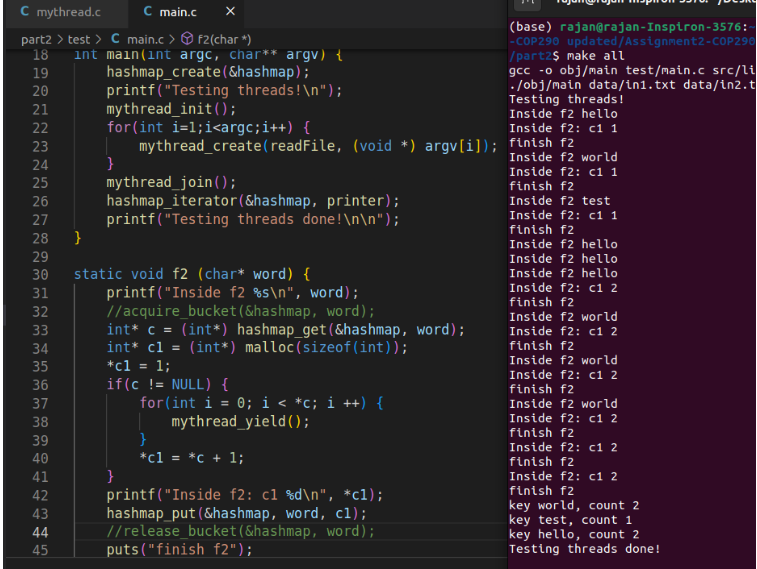 C mythread.c C main.c ×
part2 > test > C main.c > f2(char *)
18 int main(int argc, char** argv) {
19 hashmap_create(&hashmap);
20 printf("Testing threads!\n");
21 mythread_init();
22 for(int i=1;i<argc;i++) {
23 mythread_create(readFile, (void *) argv[i]);
24 }
25 mythread_join();
26 hashmap_iterator(&hashmap, printer);
27 printf("Testing threads done!\n\n");
28 }
29
30 static void f2 (char* word) {
31 printf("Inside f2 %s\n", word);
32 //acquire_bucket(&hashmap, word);
33 int* c = (int*) hashmap_get(&hashmap, word);
34 int* c1 = (int*) malloc(sizeof(int));
35 *c1 = 1;
36 if(c != NULL) {
37 for(int i = 0; i < *c; i ++) {
38 mythread_yield();
39 }
40 *c1 = *c + 1;
41 }
42 printf("Inside f2: c1 %d\n", *c1);
43 hashmap_put(&hashmap, word, c1);
44 //release_bucket(&hashmap, word);
45 puts("finish f2");
rajan@rajan-Inspiron-3576: ~/Desk
(base) rajan@rajan-Inspiron-3576:~
-COP290 updated/Assignment2-COP290
/part2$ make all
gcc -o obj/main test/main.c src/li
./obj/main data/in1.txt data/in2.t
Testing threads!
Inside f2 hello
Inside f2: c1 1
finish f2
Inside f2 world
Inside f2: c1 1
finish f2
Inside f2 test
Inside f2: c1 1
finish f2
Inside f2 hello
Inside f2 hello
Inside f2 hello
Inside f2: c1 2
finish f2
Inside f2 world
Inside f2: c1 2
finish f2
Inside f2 world
Inside f2: c1 2
finish f2
Inside f2 world
Inside f2: c1 2
finish f2
Inside f2: c1 2
finish f2
Inside f2: c1 2
finish f2
key world, count 2
key test, count 1
key hello, count 2
Testing threads done!